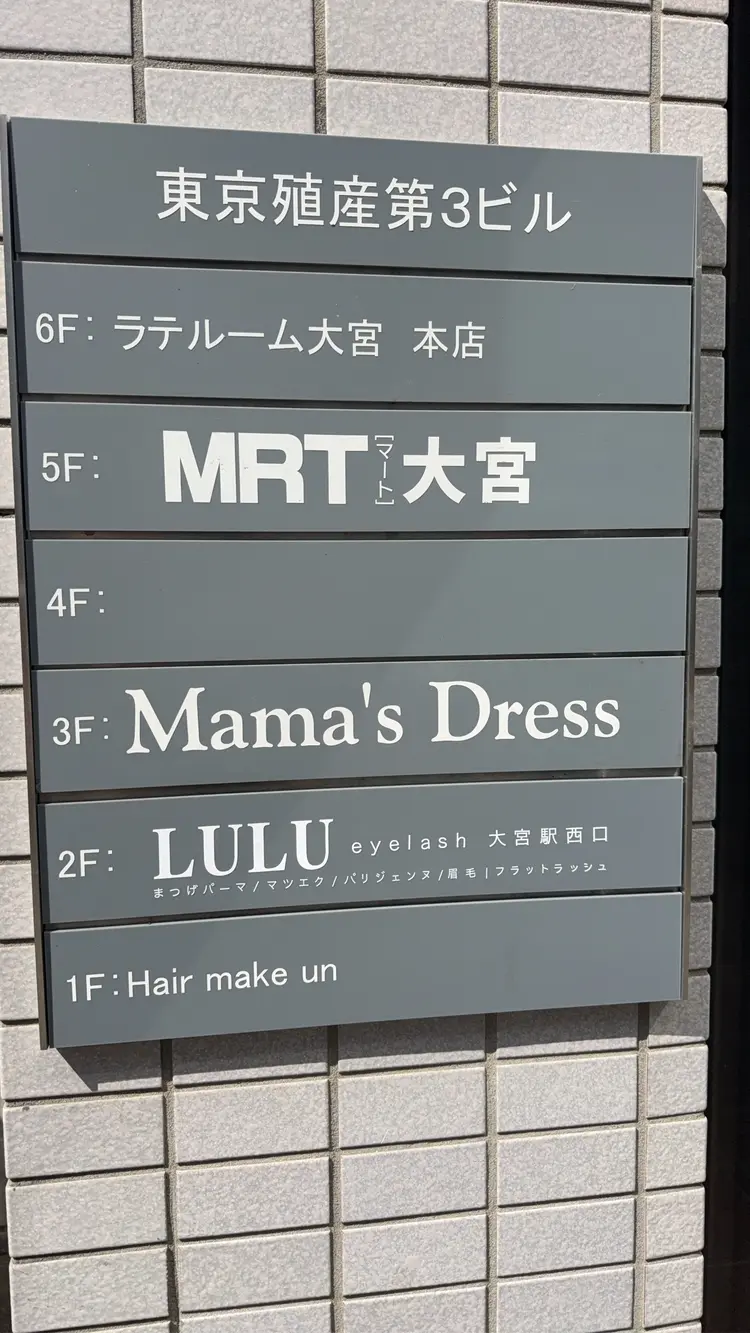 東京殖産第3ビル
6F: ラテルーム大宮 本店
5F: MRT[マート]大宮
4F:
3F: Mama's Dress
2F: LULU eyelash 大宮駅西口
まつげパーマ/マツエク/パリジェンヌ/眉毛|フラットラッシュ
1F:Hair make un